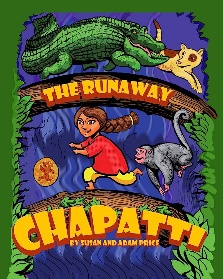 THE RUNAWAY
CHAPATTI
BY SUSAN AND ADAM PRICE